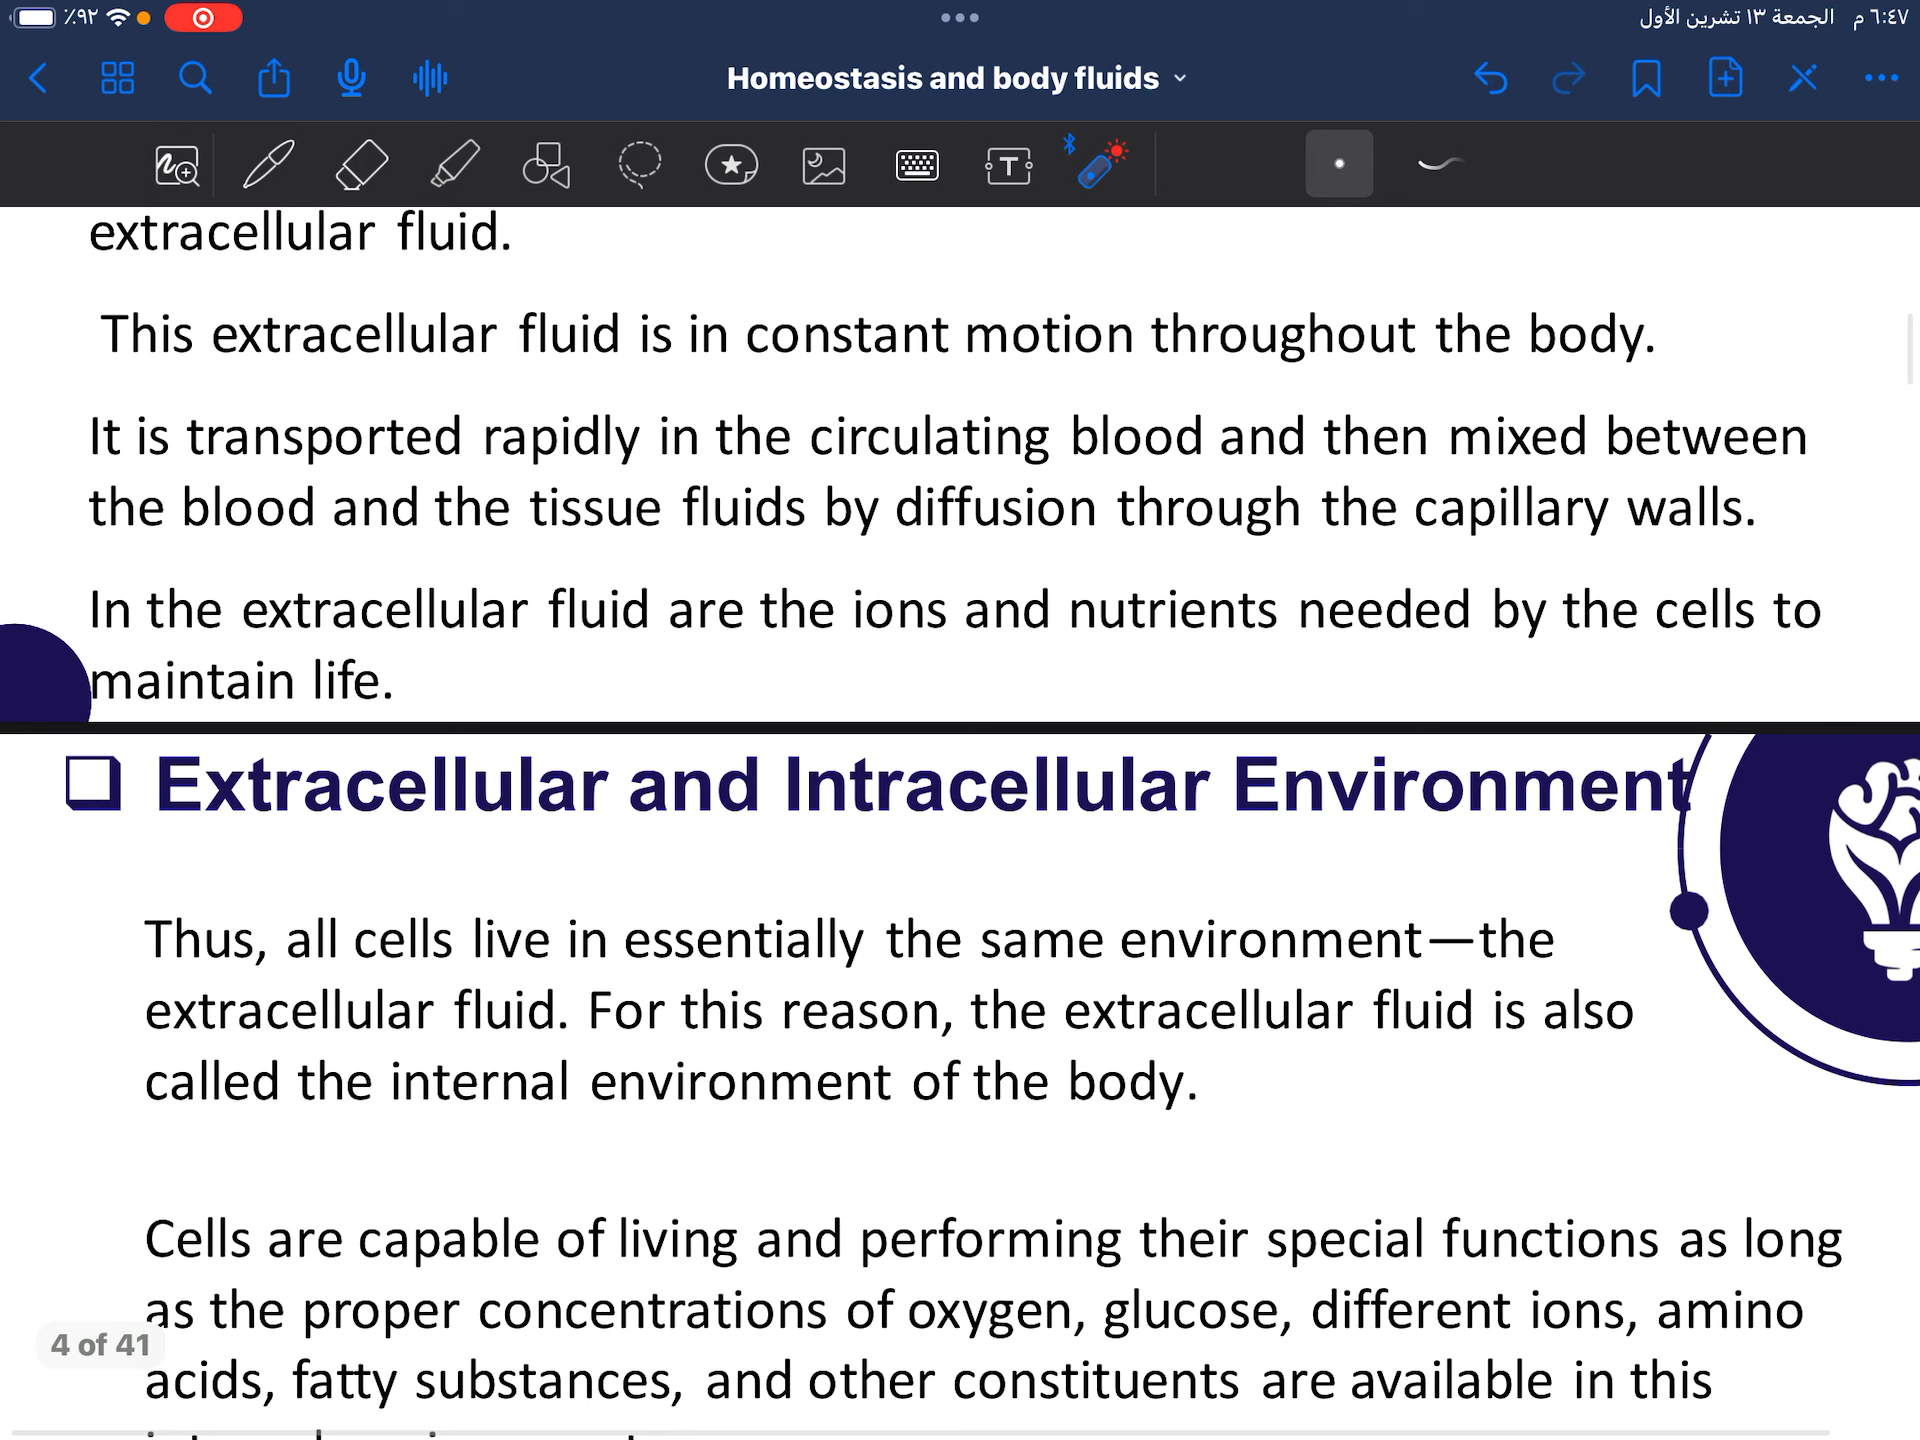 ٪٩٢
٦:٤٧ م الجمعة ١٣ تشرين الأول
Homeostasis and body fluids
T
extracellular fluid.
This extracellular fluid is in constant motion throughout the body.
It is transported rapidly in the circulating blood and then mixed between
the blood and the tissue fluids by diffusion through the capillary walls.
In the extracellular fluid are the ions and nutrients needed by the cells to
maintain life.
❑ Extracellular and Intracellular Environment
Thus, all cells live in essentially the same environment—the
extracellular fluid. For this reason, the extracellular fluid is also
called the internal environment of the body.
Cells are capable of living and performing their special functions as long
as the proper concentrations of oxygen, glucose, different ions, amino
4 of 41
acids, fatty substances, and other constituents are available in this